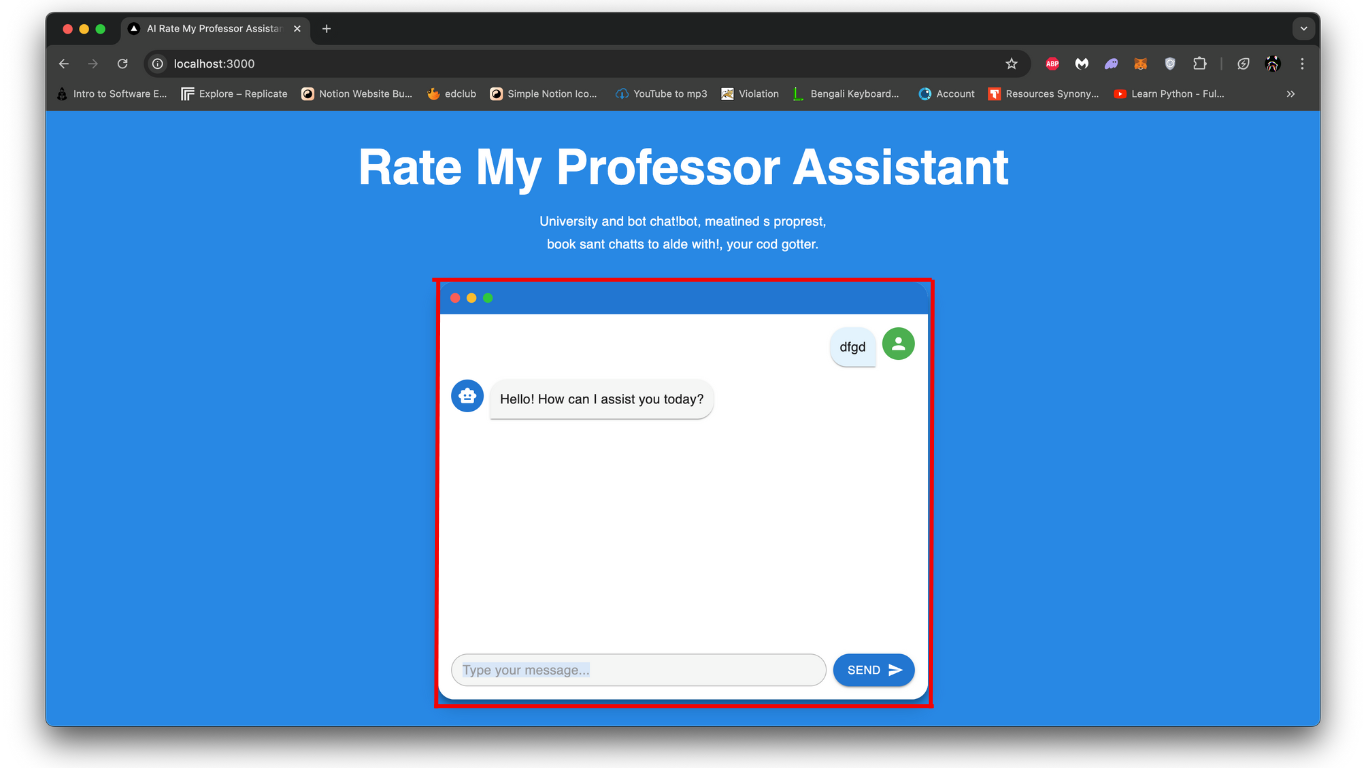 AI Rate My Professor Assistan
localhost:3000
ABP
Intro to Software E... Explore – Replicate Notion Website Bu... edclub Simple Notion Ico... YouTube to mp3 Violation Bengali Keyboard... Account Resources Synony... Learn Python - Ful...
Rate My Professor Assistant
University and bot chat!bot, meatined s proprest,
book sant chatts to alde with!, your cod gotter.
dfgd
Hello! How can I assist you today?
Type your message...
SEND